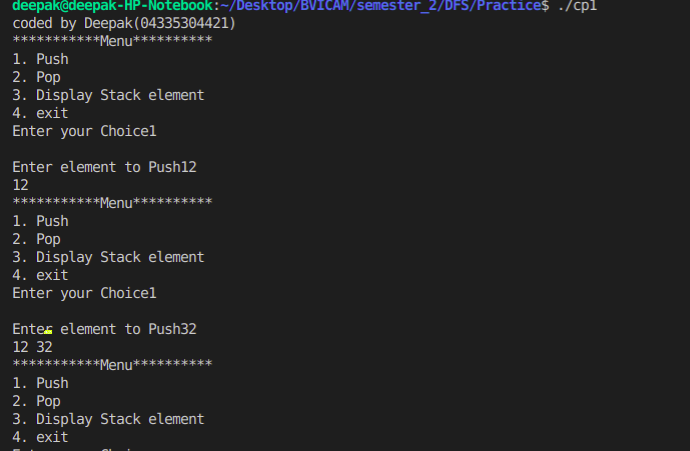 deepak@deepak-HP-Notebook:~/Desktop/BVICAM/semester_2/DFS/Practice$ ./cp1
coded by Deepak(04335304421)
***********Menu**********
1. Push
2. Pop
3. Display Stack element
4. exit
Enter your Choice1
Enter element to Push12
12
***********Menu**********
1. Push
2. Pop
3. Display Stack element
4. exit
Enter your Choice1
Enter element to Push32
12 32
***********Menu**********
1. Push
2. Pop
3. Display Stack element
4. exit